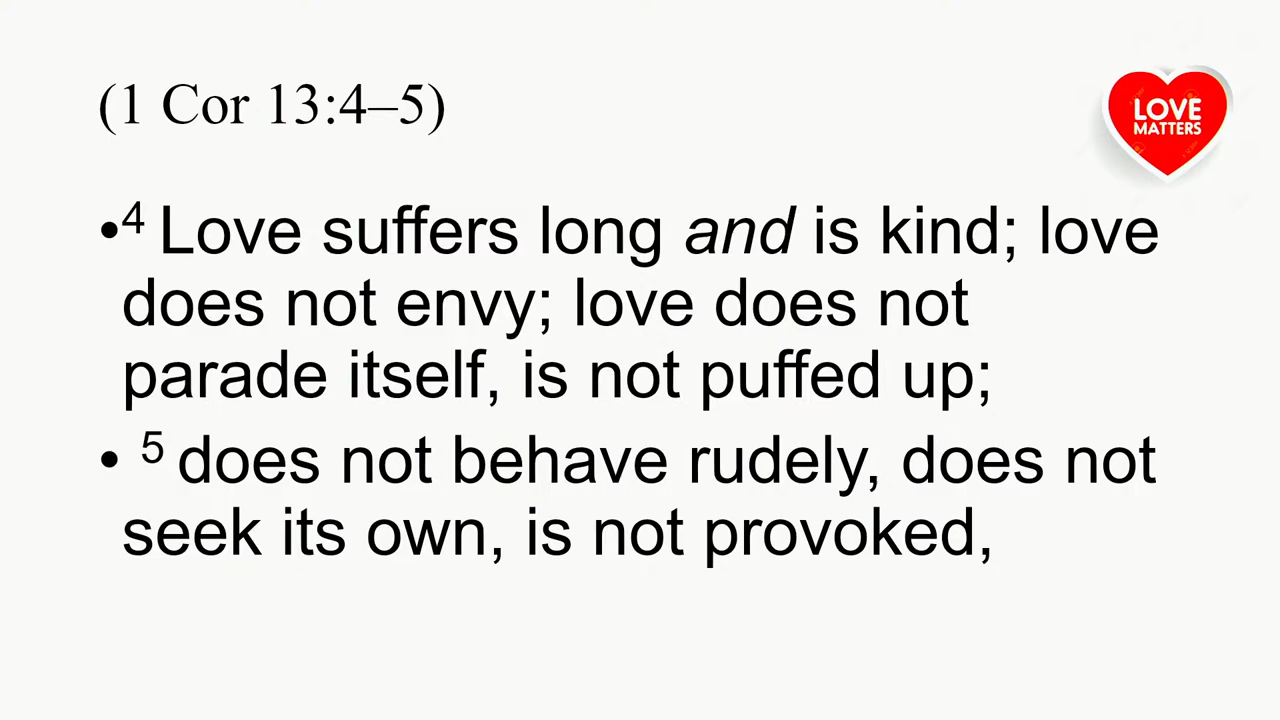 (1 Cor 13:4–5)
LOVE
MATTERS
•⁴ Love suffers long and is kind; love
does not envy; love does not
parade itself, is not puffed up;
• ⁵ does not behave rudely, does not
seek its own, is not provoked,